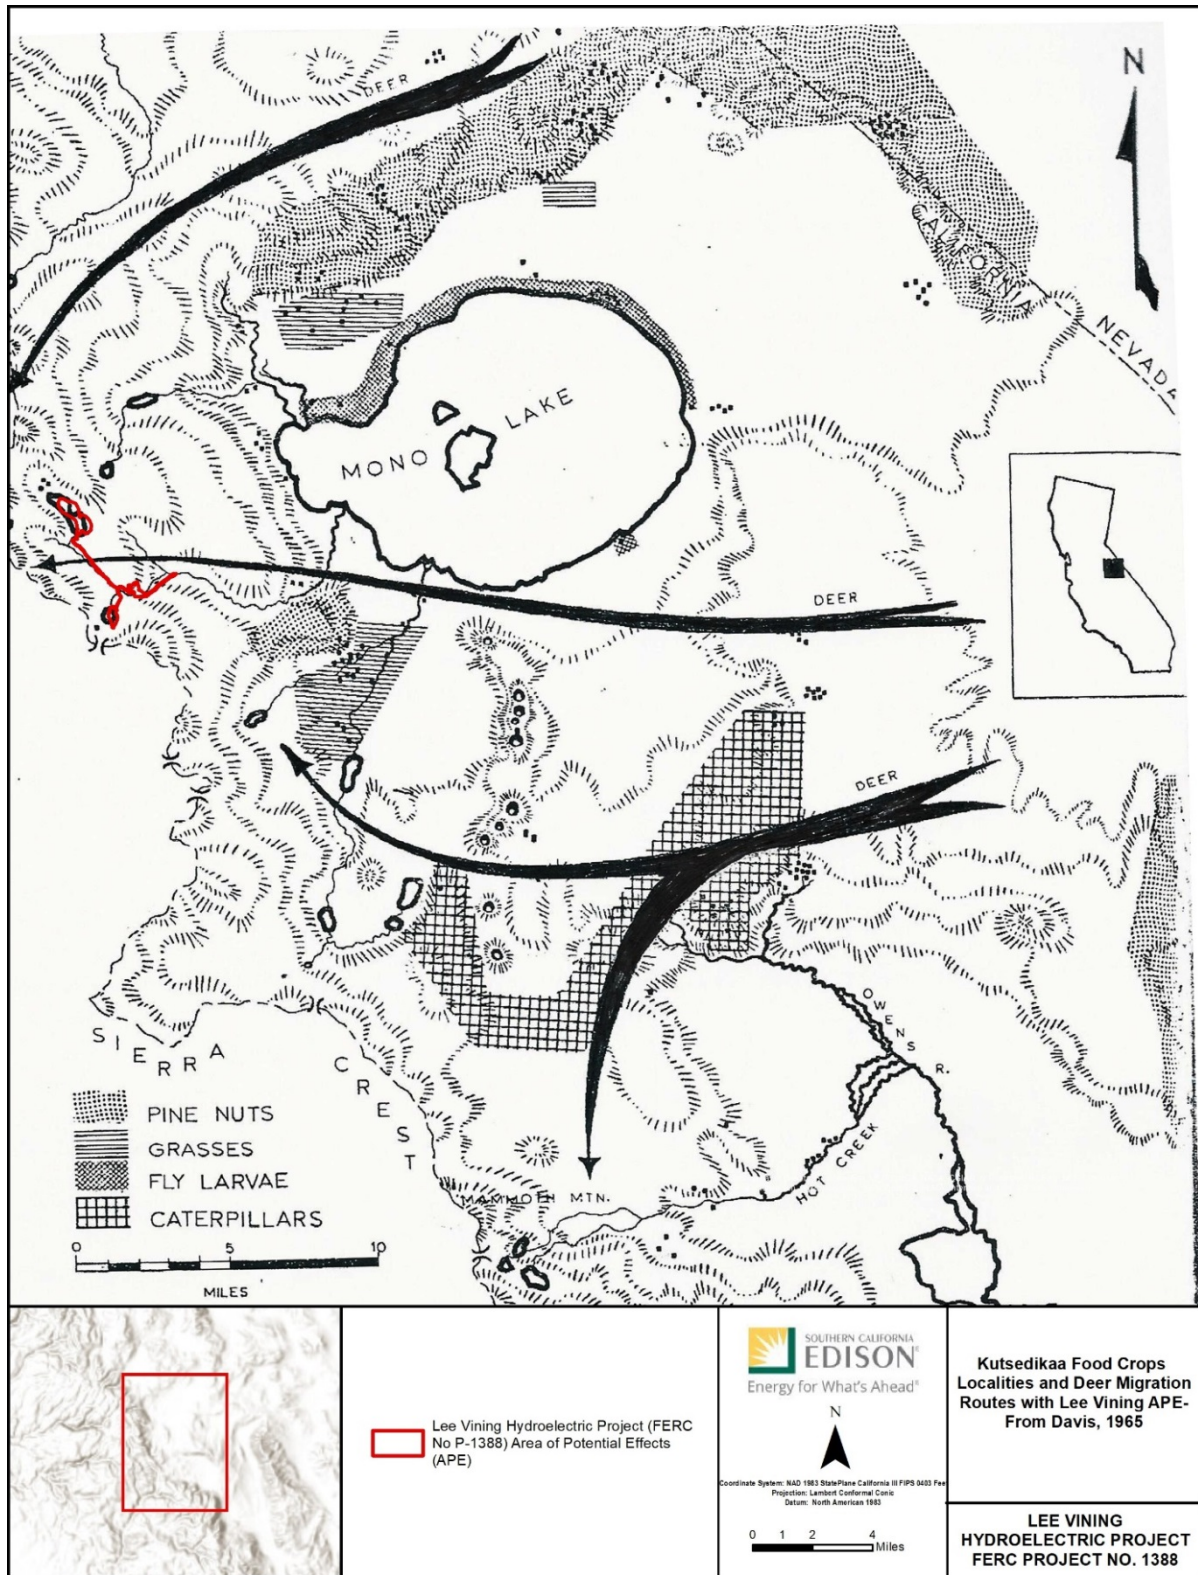 N
DEER
CALIFORNIA
NEVADA
MONO LAKE
DEER
DEER
OWENS R.
HOT CREEK
SIERRA CREST
MAMMOTH MTN.
PINE NUTS
GRASSES
FLY LARVAE
CATERPILLARS
0 5 10
MILES
Lee Vining Hydroelectric Project (FERC
No P-1388) Area of Potential Effects
(APE)
SOUTHERN CALIFORNIA
EDISON®
Energy for What's Ahead®
N
Coordinate System: NAD 1983 StatePlane California III FIPS 0403 Fee
Projection: Lambert Conformal Conic
Datum: North American 1983
0 1 2 4
Miles
Kutsedikaa Food Crops
Localities and Deer Migration
Routes with Lee Vining APE-
From Davis, 1965
LEE VINING
HYDROELECTRIC PROJECT
FERC PROJECT NO. 1388